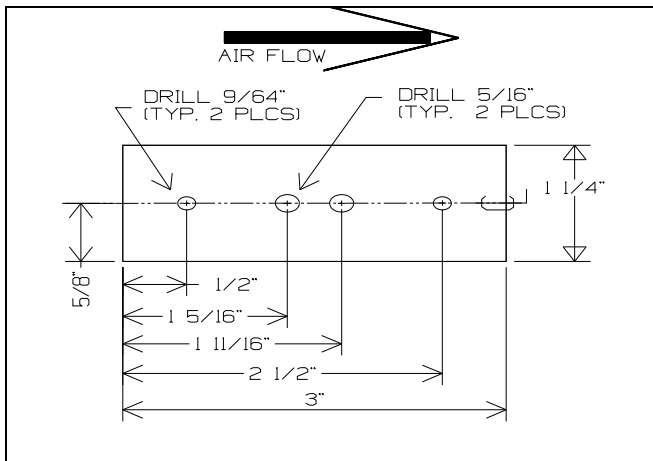 AIR FLOW
DRILL 9/64"
(TYP. 2 PLCS)
DRILL 5/16"
(TYP. 2 PLCS)
1 1/4"
5/8"
1/2"
1 5/16"
1 11/16"
2 1/2"
3"